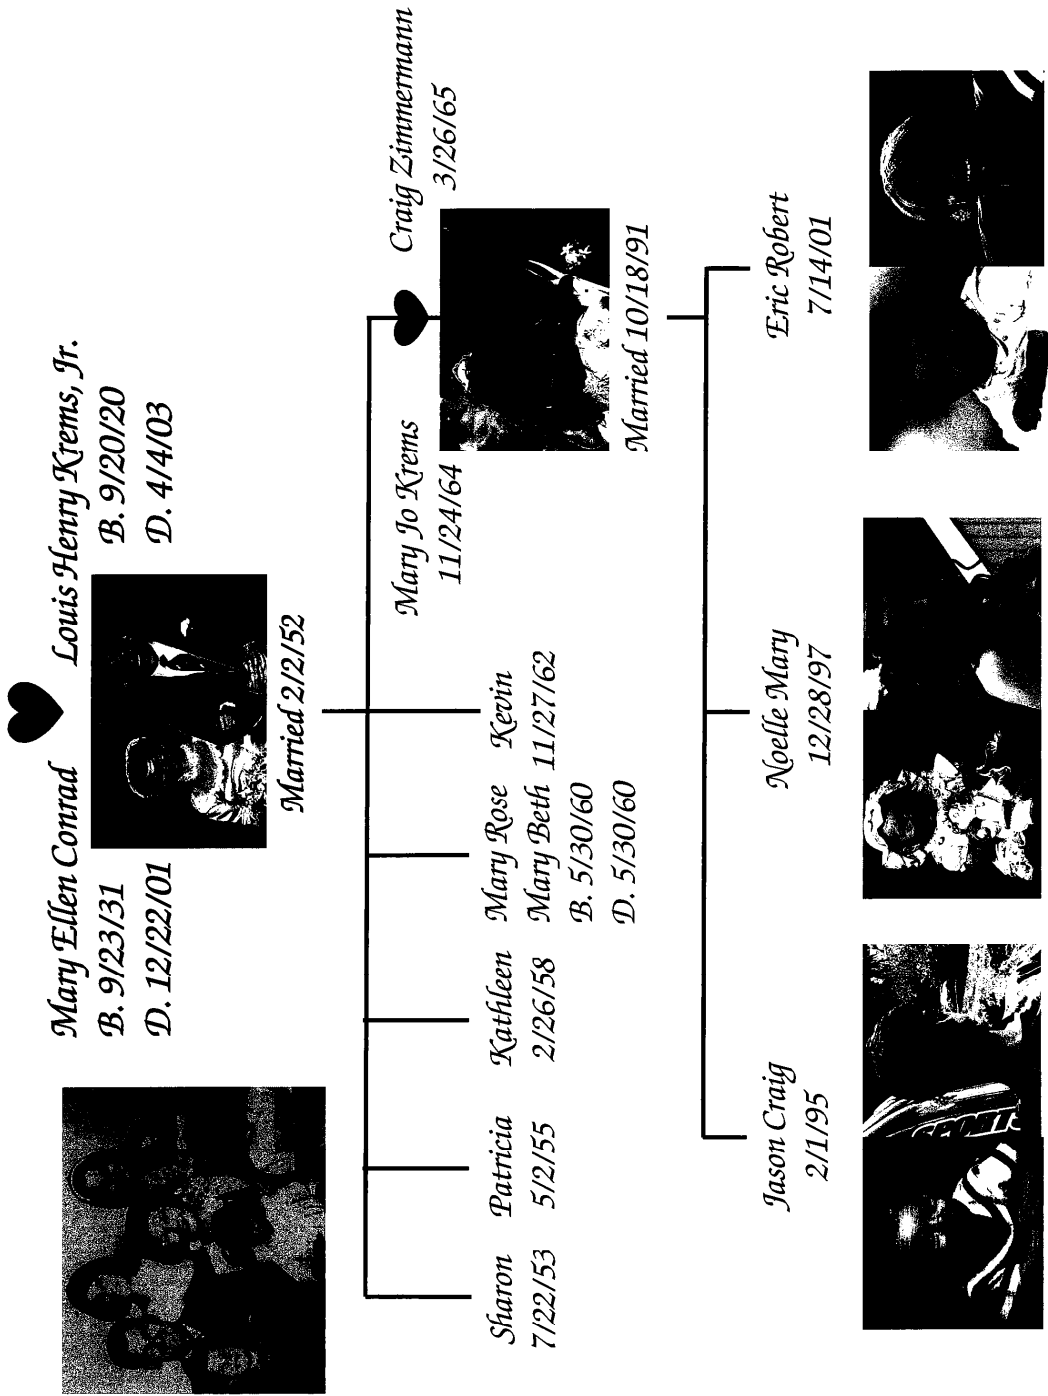 Mary Ellen Conrad
B. 9/23/31
D. 12/22/01
Louis Henry Krems, Jr.
B. 9/20/20
D. 4/4/03
Married 2/2/52
Sharon
7/22/53
Patricia
5/2/55
Kathleen
2/26/58
Mary Rose
Mary Beth
B. 5/30/60
D. 5/30/60
Kevin
11/27/62
Mary Jo Krems
11/24/64
Craig Zimmermann
3/26/65
Married 10/18/91
Jason Craig
2/1/95
Noelle Mary
12/28/97
Eric Robert
7/14/01
SPORTS